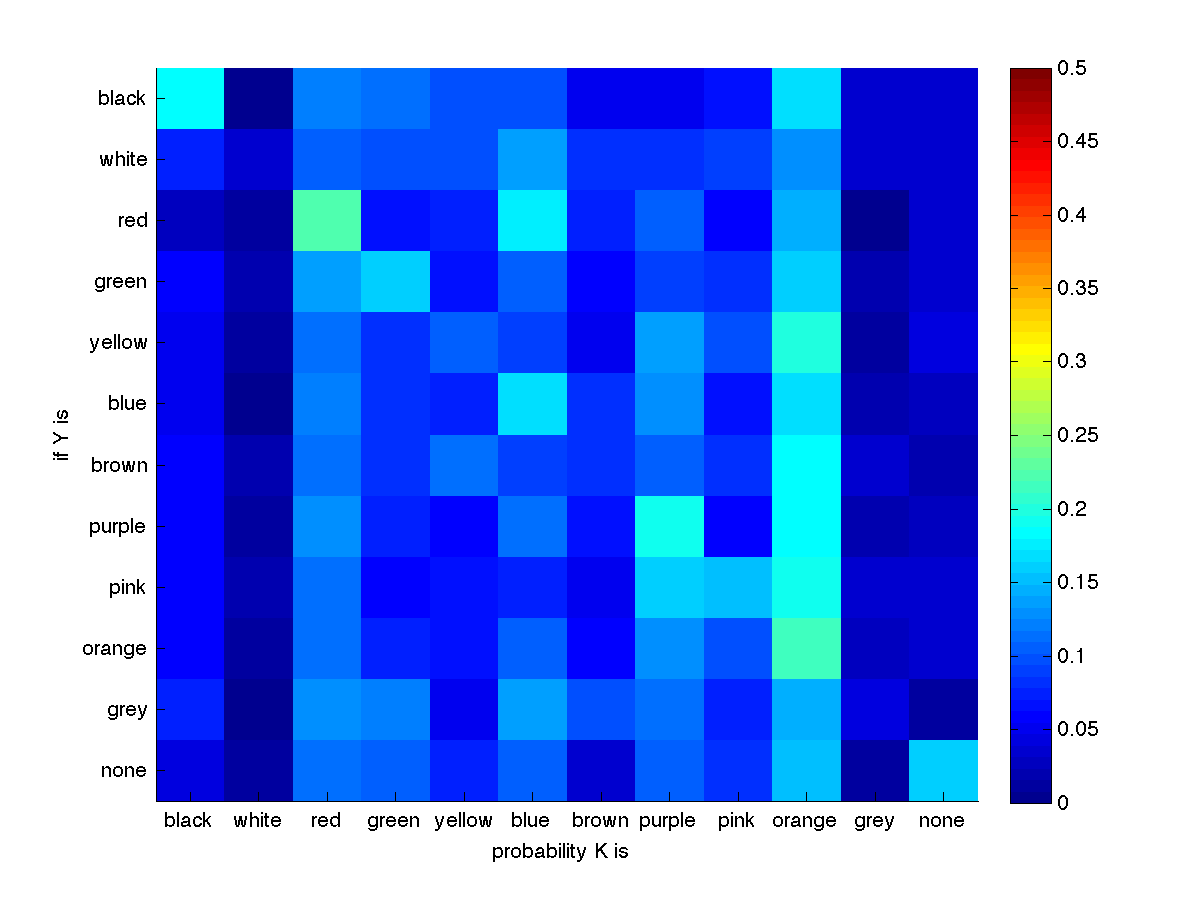 black
white
red
green
yellow
blue
brown
purple
pink
orange
grey
none
if Y is
black white red green yellow blue brown purple pink orange grey none
probability K is
0.5
0.45
0.4
0.35
0.3
0.25
0.2
0.15
0.1
0.05
0